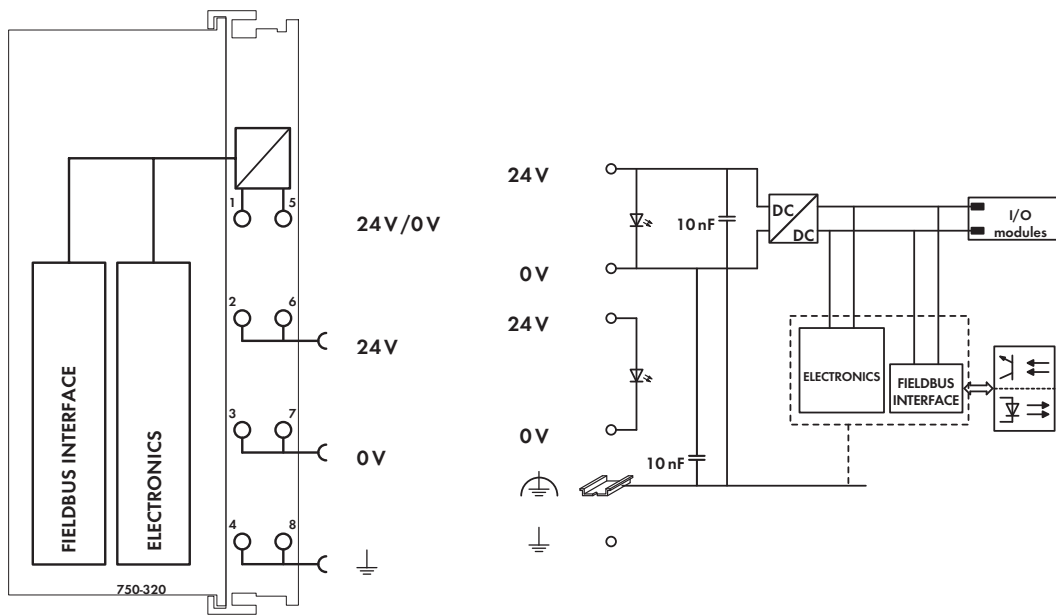 1
5
24V/0V
2
6
24V
3
7
0V
4
8
FIELDBUS INTERFACE
ELECTRONICS
750-320
24V
10nF
DC
DC
I/O
modules
0V
24V
ELECTRONICS
FIELDBUS
INTERFACE
0V
10nF